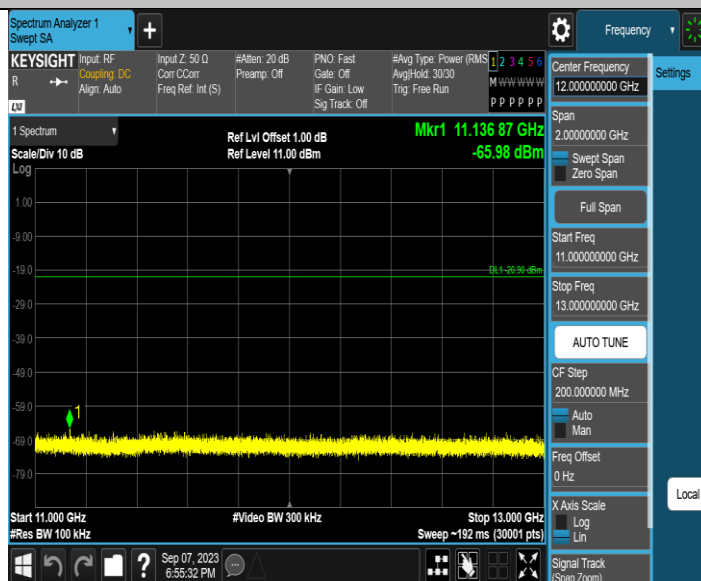 Spectrum Analyzer 1
Swept SA
+
Frequency
KEYSIGHT
R
LXI
Input: RF
Coupling: DC
Align: Auto
Input Z: 50 Ω
Corr CCorr
Freq Ref: Int (S)
#Atten: 20 dB
Preamp: Off
PNO: Fast
Gate: Off
IF Gain: Low
Sig Track: Off
#Avg Type: Power (RMS
Avg|Hold: 30/30
Trig: Free Run
1 2 3 4 5 6
M W W W W W
P P P P P P
1 Spectrum
Scale/Div 10 dB
Log
Ref Lvl Offset 1.00 dB
Ref Level 11.00 dBm
Mkr1 11.136 87 GHz
-65.98 dBm
1.00
-9.00
-19.0
DL1 -20.90 dBm
-29.0
-39.0
-49.0
-59.0
1
-69.0
-79.0
Start 11.000 GHz
#Res BW 100 kHz
#Video BW 300 kHz
Stop 13.000 GHz
Sweep ~192 ms (30001 pts)
?
Sep 07, 2023
6:55:32 PM
Center Frequency
12.000000000 GHz
Span
2.00000000 GHz
Swept Span
Zero Span
Full Span
Start Freq
11.000000000 GHz
Stop Freq
13.000000000 GHz
AUTO TUNE
CF Step
200.000000 MHz
Auto
Man
Freq Offset
0 Hz
X Axis Scale
Log
Lin
Signal Track
(Span Zoom)
Settings
Local